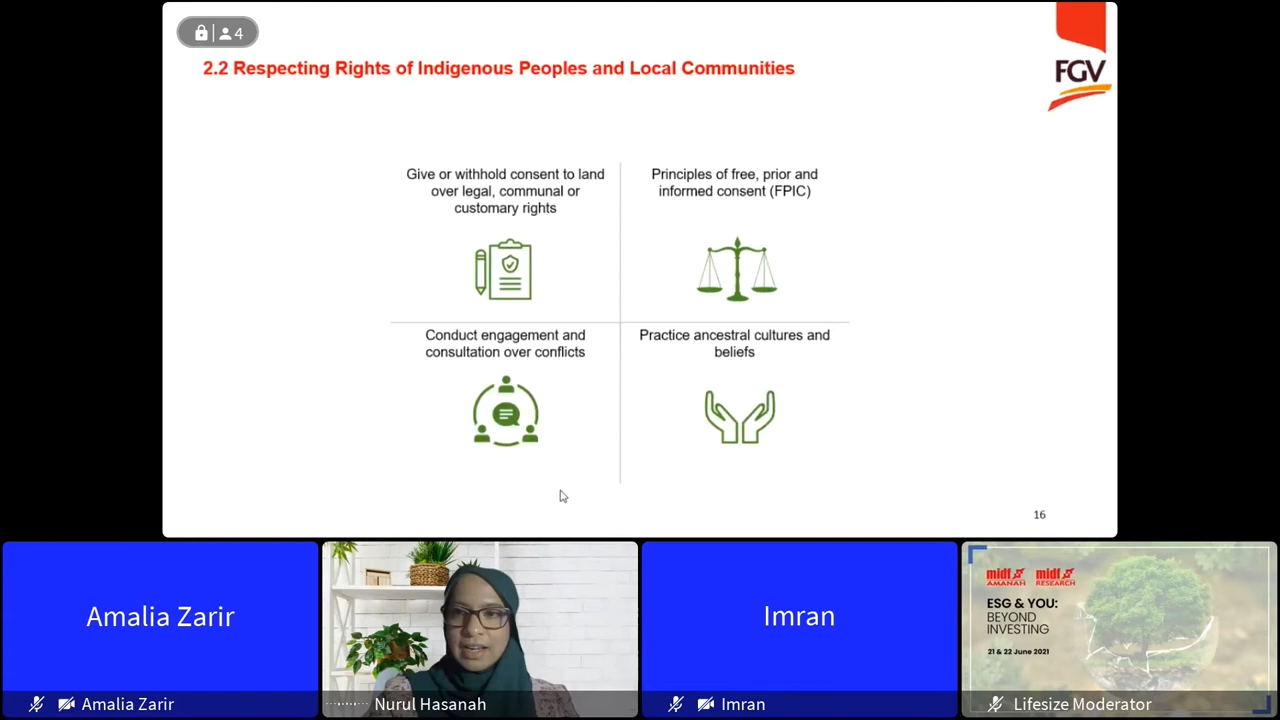 4
2.2 Respecting Rights of Indigenous Peoples and Local Communities
FGV
Give or withhold consent to land
over legal, communal or
customary rights
Principles of free, prior and
informed consent (FPIC)
Conduct engagement and
consultation over conflicts
Practice ancestral cultures and
beliefs
16
Amalia Zarir
Amalia Zarir
Nurul Hasanah
Imran
Imran
midf
AMANAH
midf
RESEARCH
ESG & YOU:
BEYOND
INVESTING
21 & 22 June 2021
Lifesize Moderator